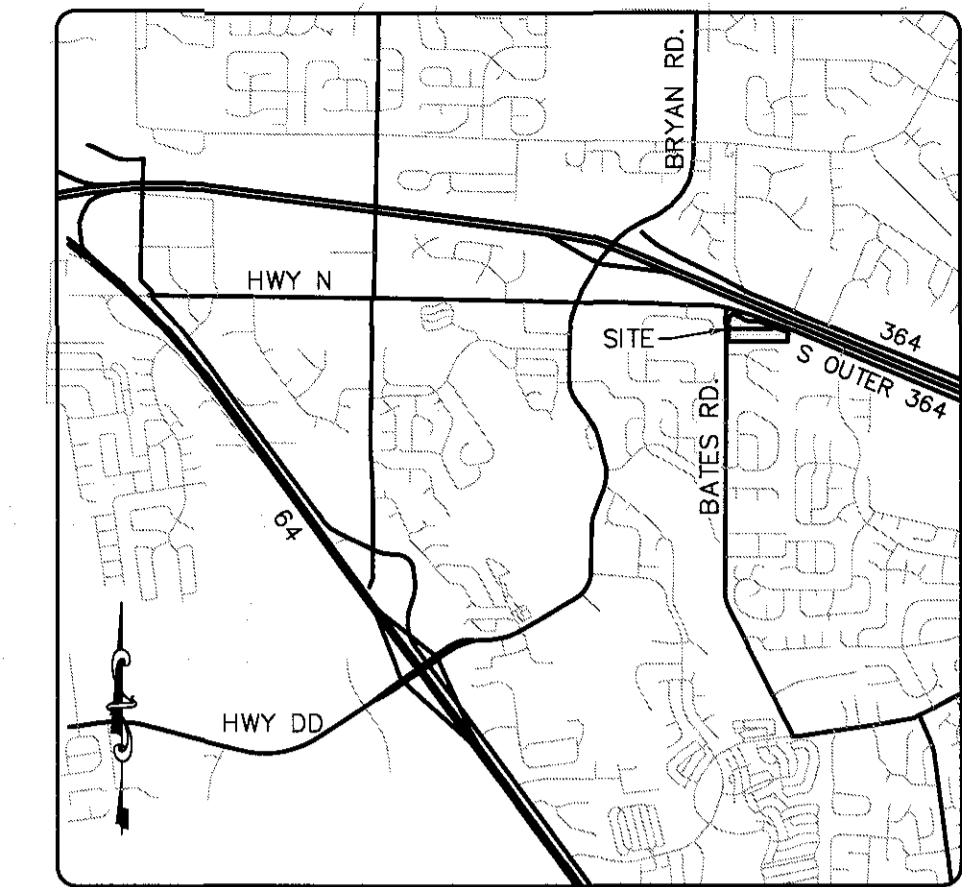 BRYAN RD.
HWY N
SITE
364
S OUTER 364
BATES RD.
64
HWY DD